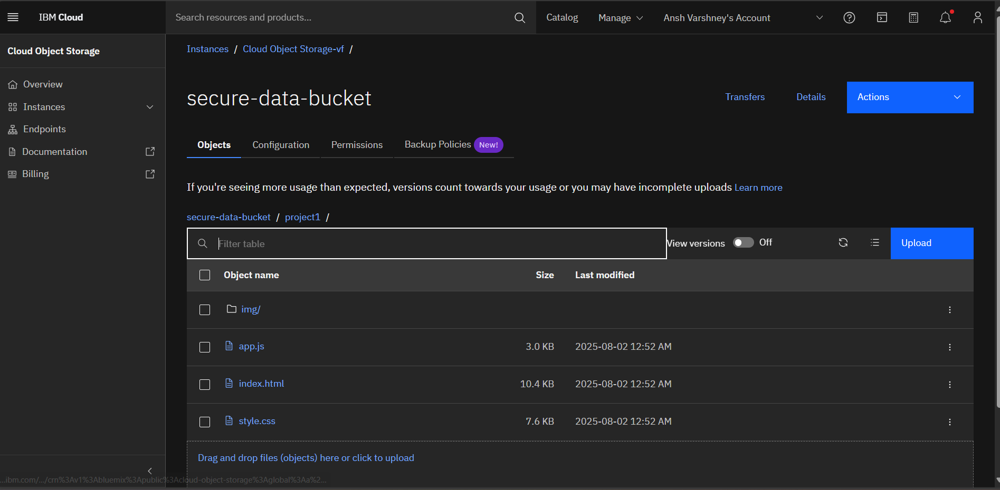 IBM Cloud
Search resources and products...
Catalog
Manage
Ansh Varshney's Account
Cloud Object Storage
Overview
Instances
Endpoints
Documentation
Billing
Instances / Cloud Object Storage-vf /
secure-data-bucket
Transfers
Details
Actions
Objects
Configuration
Permissions
Backup Policies New!
If you're seeing more usage than expected, versions count towards your usage or you may have incomplete uploads Learn more
secure-data-bucket / project1 /
Filter table
View versions Off
Upload
Object name Size Last modified
img/
app.js 3.0 KB 2025-08-02 12:52 AM
index.html 10.4 KB 2025-08-02 12:52 AM
style.css 7.6 KB 2025-08-02 12:52 AM
Drag and drop files (objects) here or click to upload
...ibm.com/.../crn%3Av1%3Abluemix%3Apublic%3Acloud-object-storage%3Aglobal%3Aa%2...